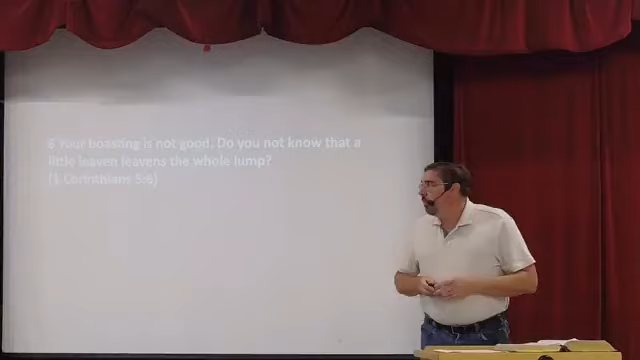 6 Your boasting is not good. Do you not know that a
little leaven leavens the whole lump?
(1 Corinthians 5:6)